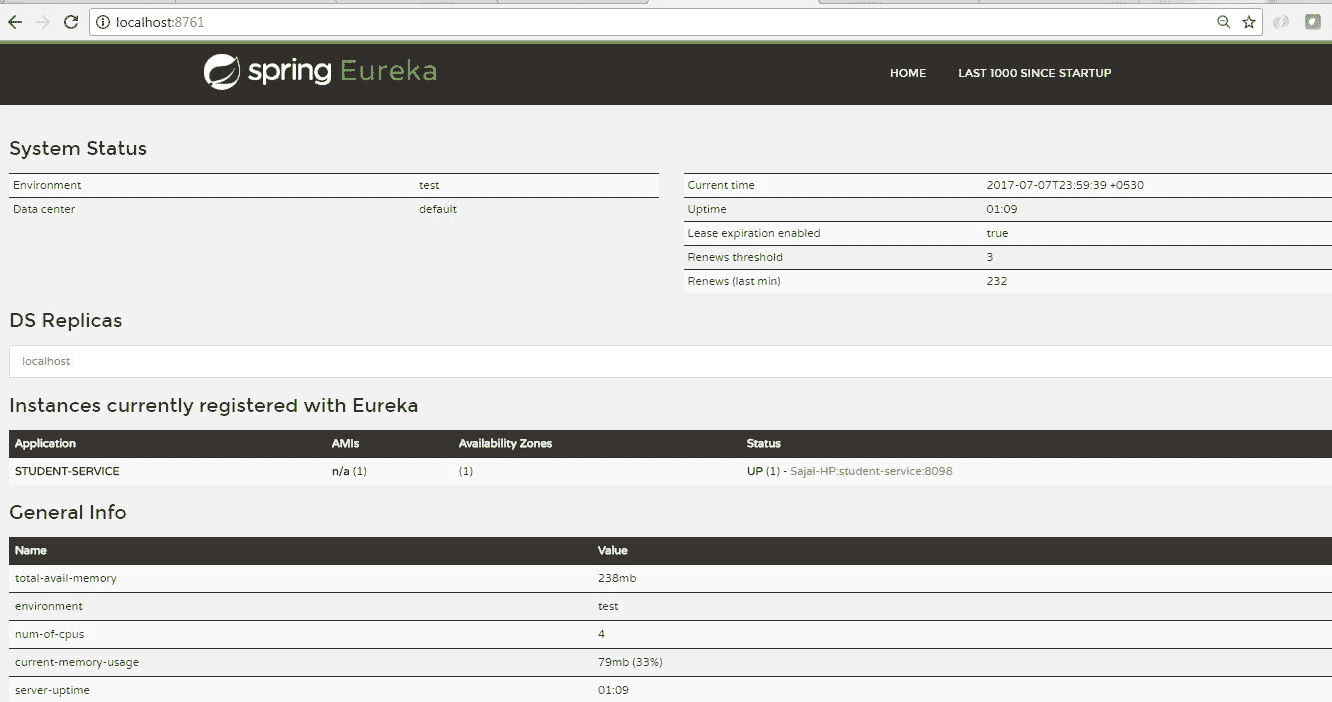 localhost:8761
spring Eureka
HOME LAST 1000 SINCE STARTUP
System Status
Environment test
Data center default
Current time 2017-07-07T23:59:39 +0530
Uptime 01:09
Lease expiration enabled true
Renews threshold 3
Renews (last min) 232
DS Replicas
localhost
Instances currently registered with Eureka
Application AMIs Availability Zones Status
STUDENT-SERVICE n/a (1) (1) UP (1) - Sajal-HP:student-service:8098
General Info
Name Value
total-avail-memory 238mb
environment test
num-of-cpus 4
current-memory-usage 79mb (33%)
server-uptime 01:09